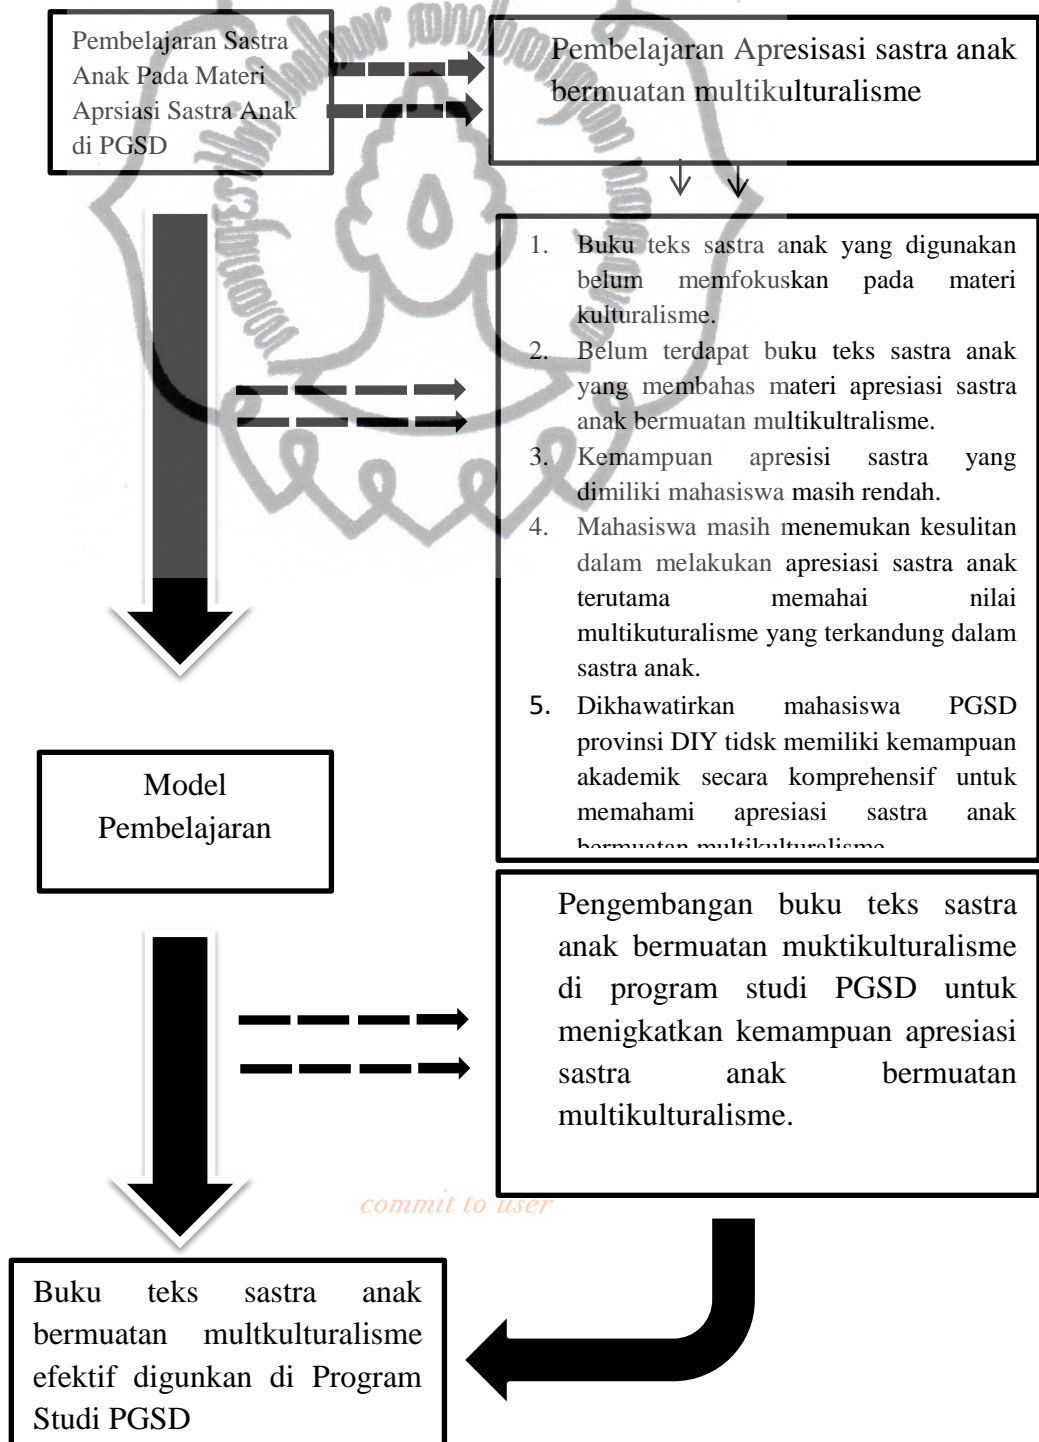 Pembelajaran Sastra
Anak Pada Materi
Aprsiasi Sastra Anak
di PGSD
Pembelajaran Apresisasi sastra anak
bermuatan multikulturalisme
1. Buku teks sastra anak yang digunakan
belum memfokuskan pada materi
kulturalisme.
2. Belum terdapat buku teks sastra anak
yang membahas materi apresiasi sastra
anak bermuatan multikultralisme.
3. Kemampuan apresisi sastra yang
dimiliki mahasiswa masih rendah.
4. Mahasiswa masih menemukan kesulitan
dalam melakukan apresiasi sastra anak
terutama memahai nilai
multikuturalisme yang terkandung dalam
sastra anak.
5. Dikhawatirkan mahasiswa PGSD
provinsi DIY tidsk memiliki kemampuan
akademik secara komprehensif untuk
memahami apresiasi sastra anak
bermuatan multikulturalisme
Model
Pembelajaran
Pengembangan buku teks sastra
anak bermuatan muktikulturalisme
di program studi PGSD untuk
menigkatkan kemampuan apresiasi
sastra anak bermuatan
multikulturalisme.
commit to user
Buku teks sastra anak
bermuatan multkulturalisme
efektif digunkan di Program
Studi PGSD